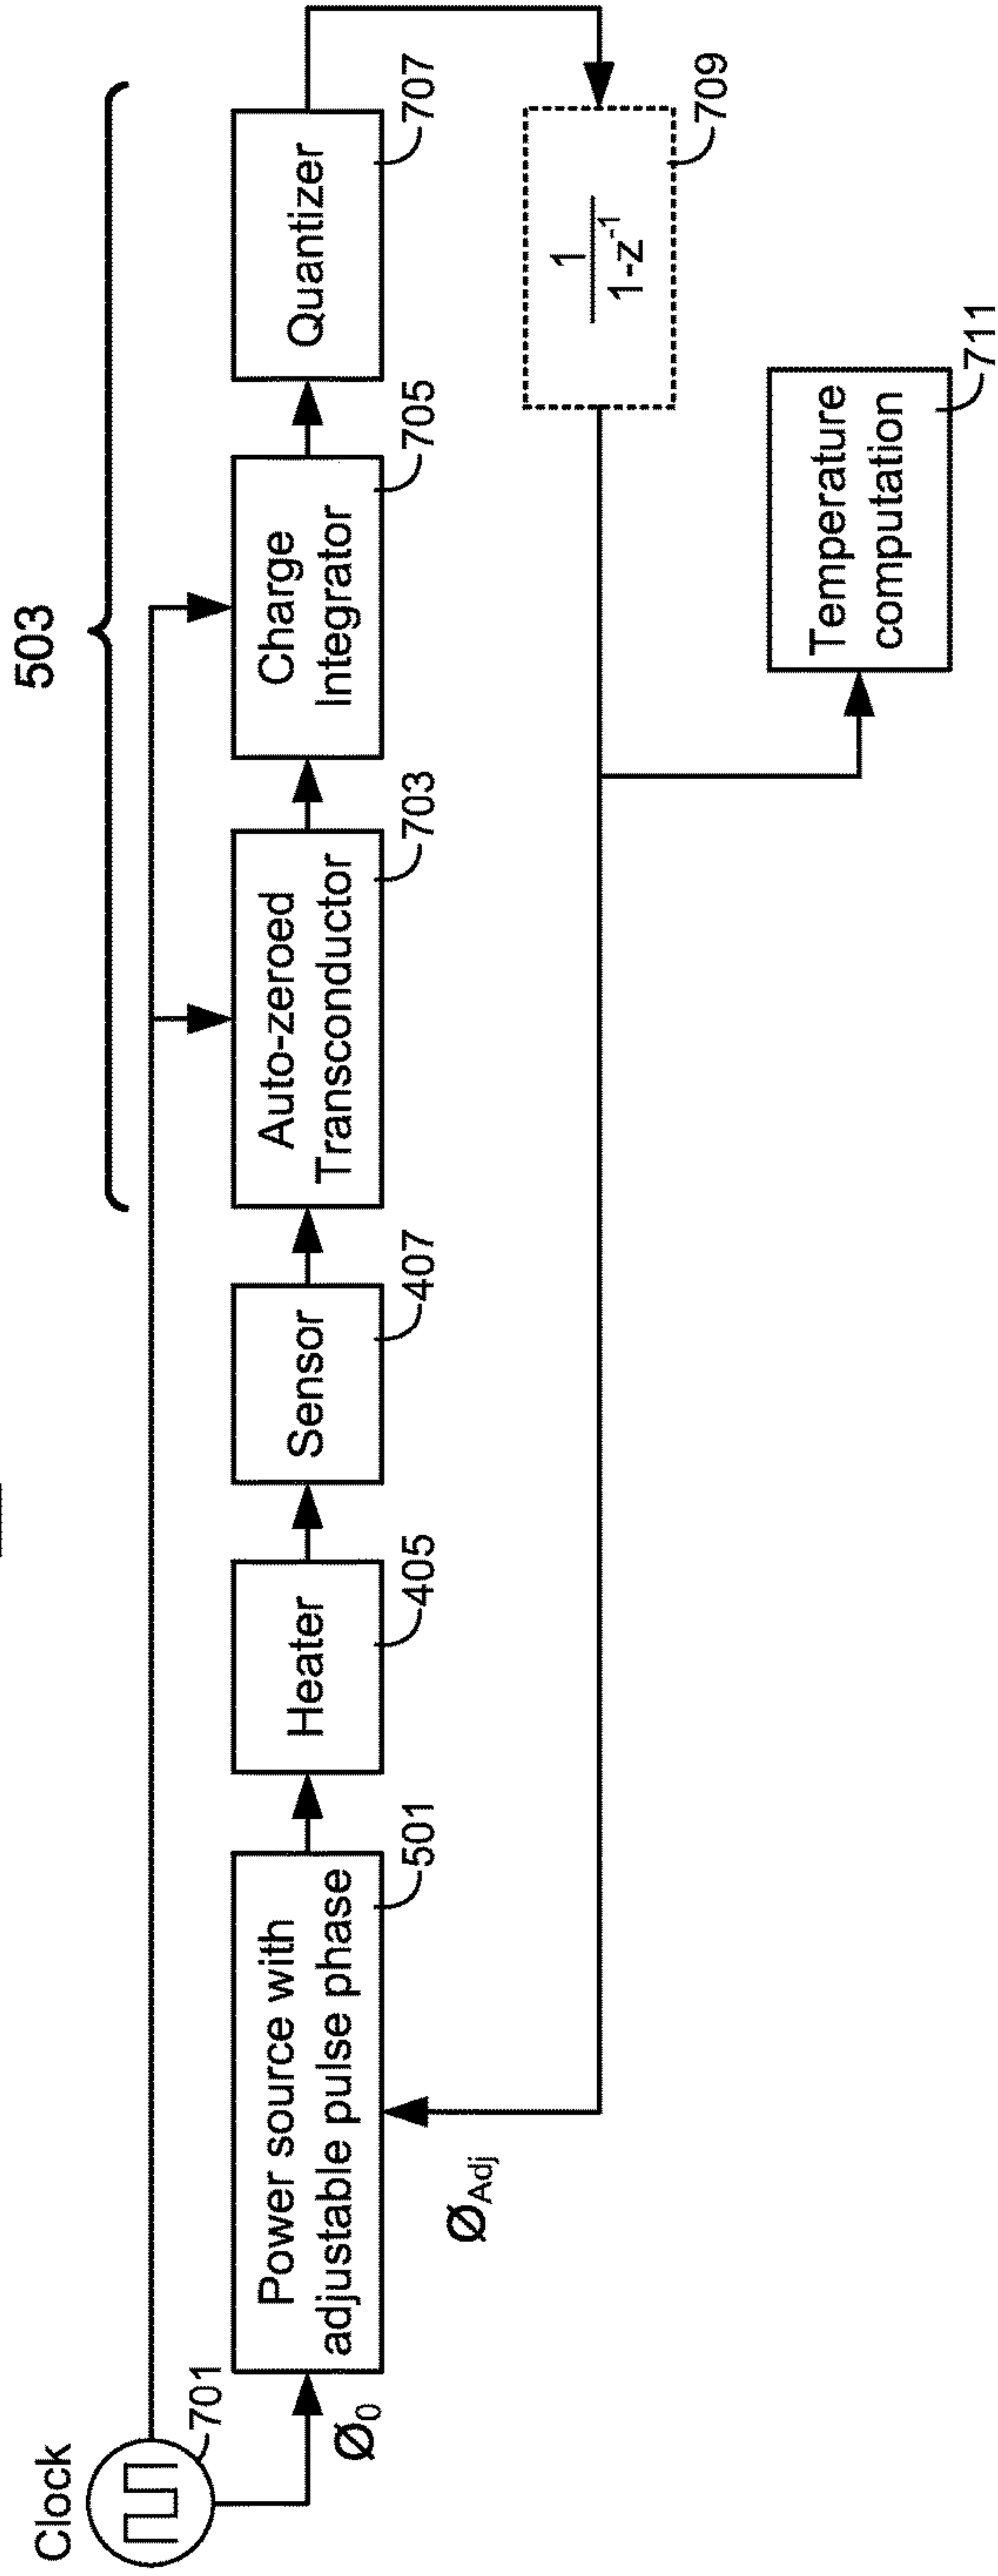 503
Clock
701
Ø0
Power source with
adjustable pulse phase
501
Heater
405
Sensor
407
Auto-zeroed
Transconductor
703
Charge
Integrator
705
Quantizer
707
ØAdj
1
1-z-1
709
Temperature
computation
711